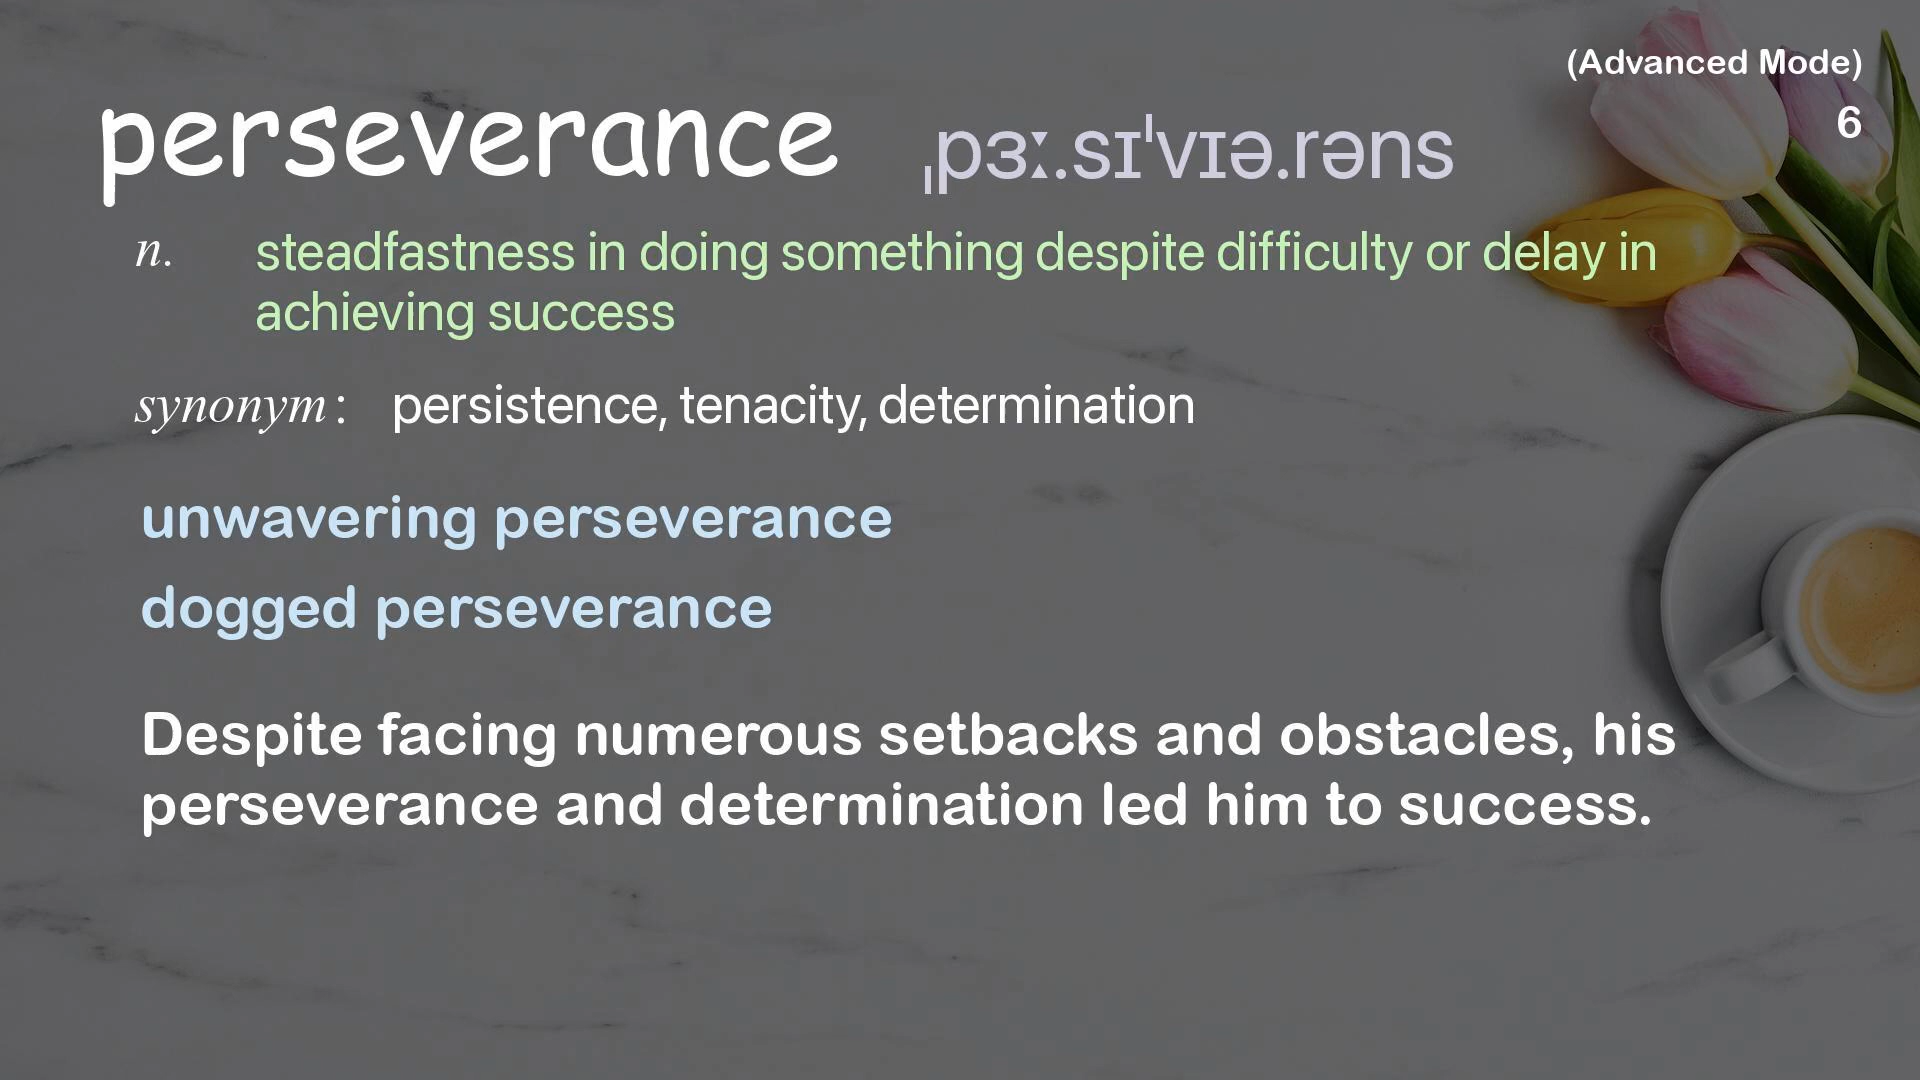 (Advanced Mode)
perseverance ˌpɜː.sɪˈvɪə.rəns
6
n. steadfastness in doing something despite difficulty or delay in
achieving success
synonym: persistence, tenacity, determination
unwavering perseverance
dogged perseverance
Despite facing numerous setbacks and obstacles, his
perseverance and determination led him to success.